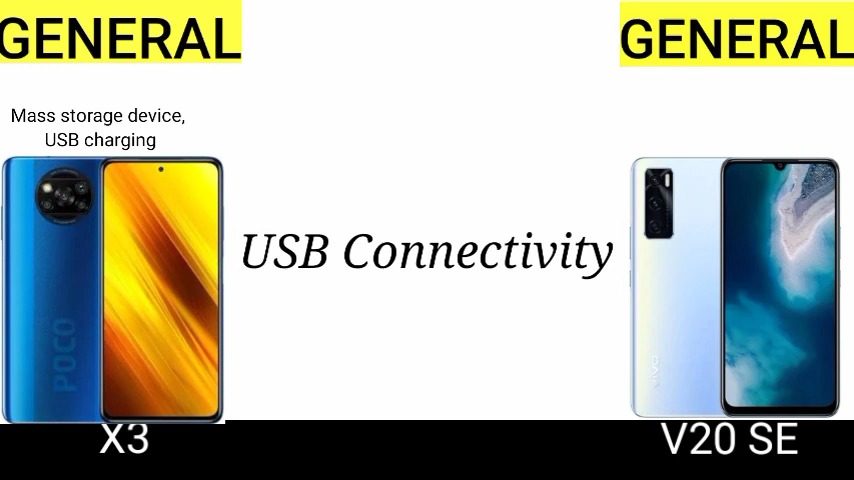 GENERAL
GENERAL
Mass storage device,
USB charging
USB Connectivity
POCO
vivo
X3
V20 SE